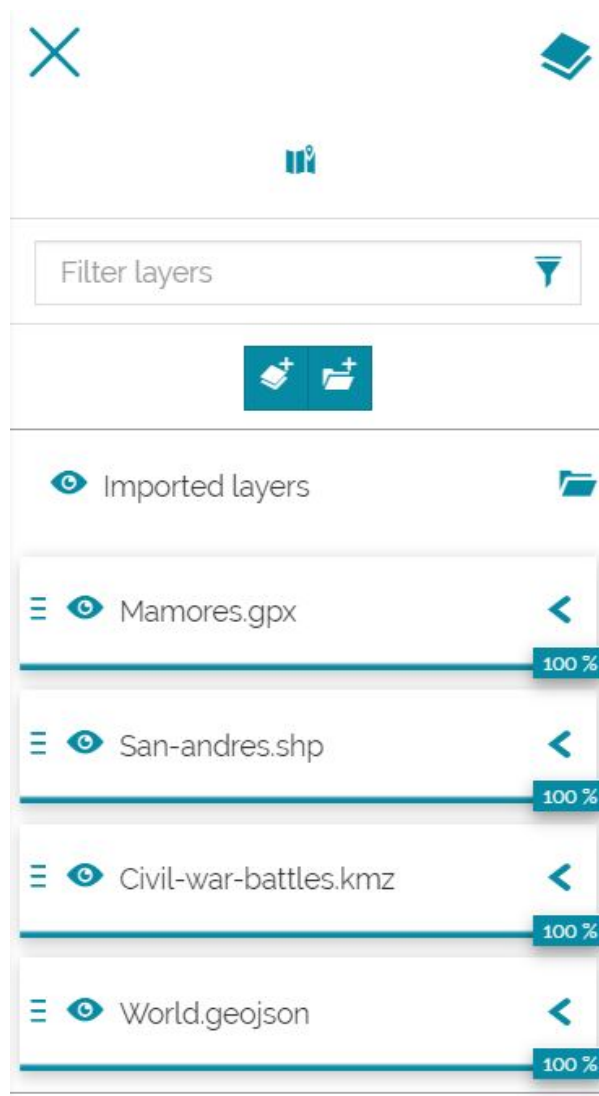 Filter layers
Imported layers
Mamores.gpx
100 %
San-andres.shp
100 %
Civil-war-battles.kmz
100 %
World.geojson
100 %